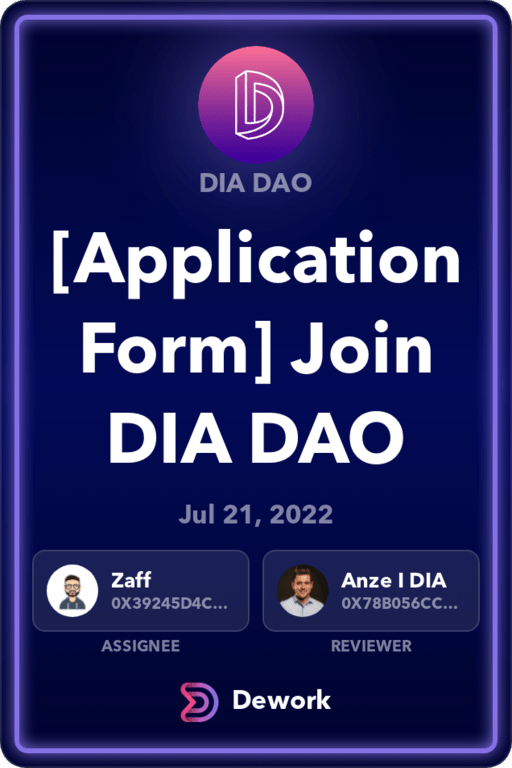 DIA DAO
[Application
Form] Join
DIA DAO
Jul 21, 2022
Zaff
0X39245D4C...
ASSIGNEE
Anze I DIA
0X78B056CC...
REVIEWER
Dework